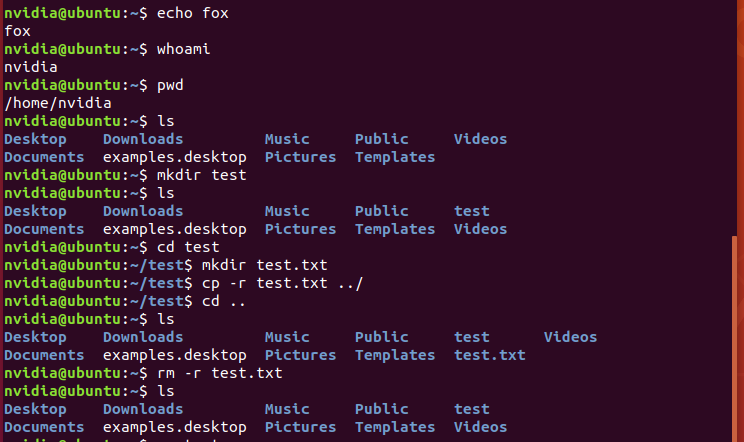 nvidia@ubuntu:~$ echo fox
fox
nvidia@ubuntu:~$ whoami
nvidia
nvidia@ubuntu:~$ pwd
/home/nvidia
nvidia@ubuntu:~$ ls
Desktop    Downloads         Music     Public     Videos
Documents  examples.desktop  Pictures  Templates
nvidia@ubuntu:~$ mkdir test
nvidia@ubuntu:~$ ls
Desktop    Downloads         Music     Public     test
Documents  examples.desktop  Pictures  Templates  Videos
nvidia@ubuntu:~$ cd test
nvidia@ubuntu:~/test$ mkdir test.txt
nvidia@ubuntu:~/test$ cp -r test.txt ../
nvidia@ubuntu:~/test$ cd ..
nvidia@ubuntu:~$ ls
Desktop    Downloads         Music     Public     test      Videos
Documents  examples.desktop  Pictures  Templates  test.txt
nvidia@ubuntu:~$ rm -r test.txt
nvidia@ubuntu:~$ ls
Desktop    Downloads         Music     Public     test
Documents  examples.desktop  Pictures  Templates  Videos